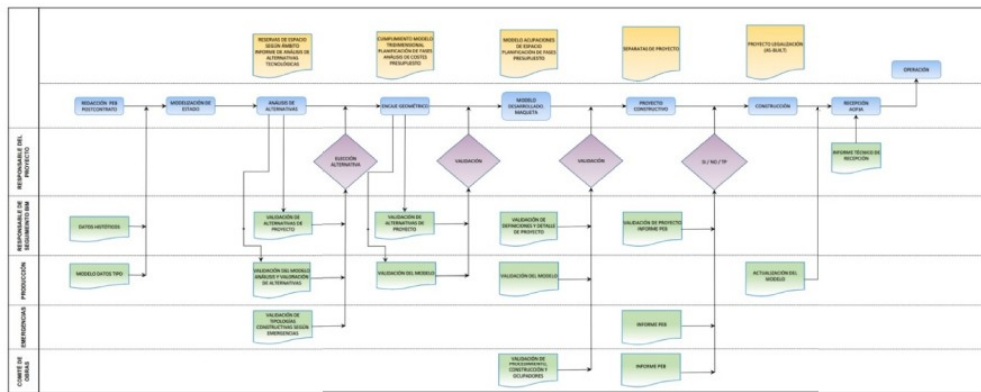 RESERVAS DE ESPACIO
SEGÚN ÁMBITO
INFORME DE ANÁLISIS DE
ALTERNATIVAS
TECNOLÓGICAS
CUMPLIMIENTO MODELO
TRIDIMENSIONAL
PLANIFICACIÓN DE FASES
ANÁLISIS DE COSTES
PRESUPUESTO
MODELO OCUPACIONES
DE ESPACIO
PLANIFICACIÓN DE FASES
PRESUPUESTO
SEPARATAS DE PROYECTO
PROYECTO LEGALIZACIÓN
(AS-BUILT)
OPERACIÓN
REDACCIÓN PEB
POSTCONTRATO
MODELIZACIÓN DE
ESTADO
ANÁLISIS DE
ALTERNATIVAS
ENCAJE GEOMÉTRICO
MODELO
DESARROLLADO
MAQUETA
PROYECTO
CONSTRUCTIVO
CONSTRUCCIÓN
RECEPCIÓN
RESPONSABLE DEL
PROYECTO
ELECCIÓN
ALTERNATIVA
VALIDACIÓN
VALIDACIÓN
SI / NO / TP
INFORME TÉCNICO DE
RECEPCIÓN
RESPONSABLE DE
SEGUIMIENTO BIM
DATOS HISTÓTICOS
VALIDACIÓN DE
ALTERNATIVAS DE
PROYECTO
VALIDACIÓN DE
ALTERNATIVAS DE
PROYECTO
VALIDACIÓN DE
DEFINICIONES Y DETALLE
DE PROYECTO
VALIDACIÓN DE PROYECTO
INFORME PEB
PRODUCCIÓN
MODELO DATOS TIPO
VALIDACIÓN DEL MODELO
ANÁLISIS Y VALORACIÓN
DE ALTERNATIVAS
VALIDACIÓN DEL MODELO
VALIDACIÓN DEL MODELO
ACTUALIZACIÓN DEL
MODELO
EMERGENCIAS
VALIDACIÓN DE
TIPOLOGÍAS
CONSTRUCTIVAS SEGÚN
EMERGENCIAS
INFORME PEB
COMITÉ DE
OBRAS
VALIDACIÓN DE
PROCEDIMIENTO,
CONSTRUCCIÓN Y
OCUPADORES
INFORME PEB